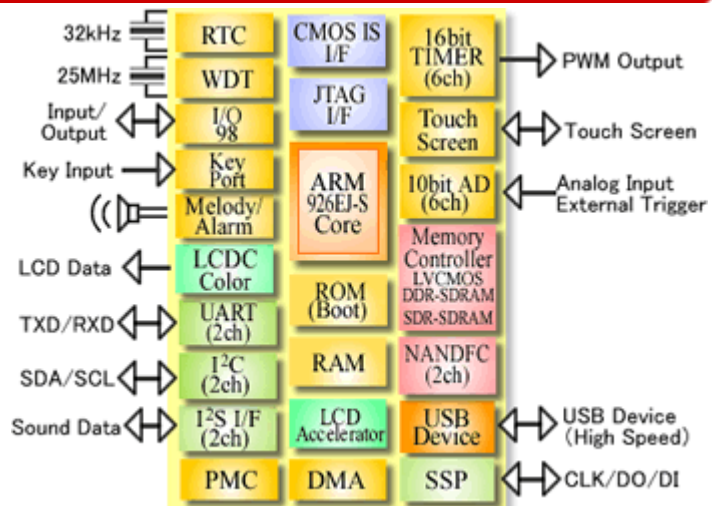 32kHz
25MHz
Input/
Output
Key Input
LCD Data
TXD/RXD
SDA/SCL
Sound Data
RTC
WDT
I/O
98
Key
Port
Melody/
Alarm
LCDC
Color
UART
(2ch)
I²C
(2ch)
I²S I/F
(2ch)
PMC
CMOS IS
I/F
JTAG
I/F
ARM
926EJ-S
Core
ROM
(Boot)
RAM
LCD
Accelerator
DMA
16bit
TIMER
(6ch)
Touch
Screen
10bit AD
(6ch)
Memory
Controller
LVCMOS
DDR-SDRAM
SDR-SDRAM
NANDFC
(2ch)
USB
Device
SSP
PWM Output
Touch Screen
Analog Input
External Trigger
USB Device
(High Speed)
CLK/DO/DI